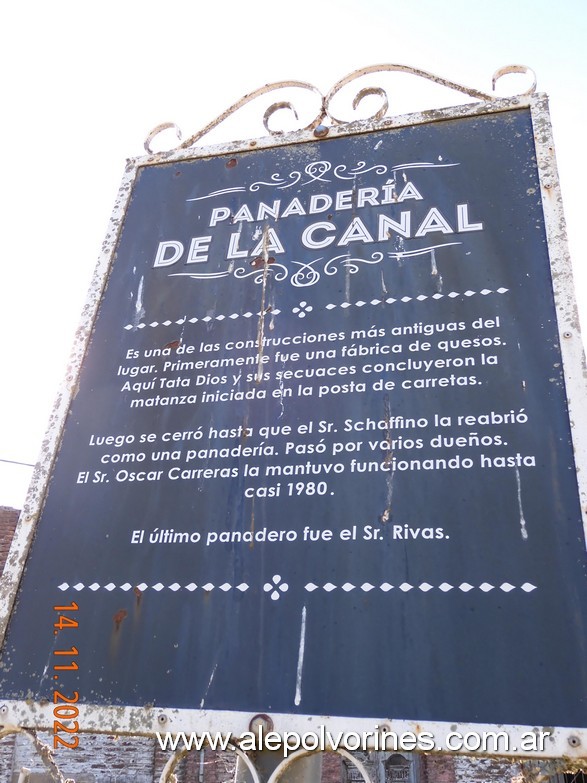 PANADERÍA
DE LA CANAL
Es una de las construcciones más antiguas del
lugar. Primeramente fue una fábrica de quesos.
Aquí Tata Dios y sus secuaces concluyeron la
matanza iniciada en la posta de carretas.
Luego se cerró hasta que el Sr. Schaffino la reabrió
como una panadería. Pasó por varios dueños.
El Sr. Oscar Carreras la mantuvo funcionando hasta
casi 1980.
El último panadero fue el Sr. Rivas.
14.11.2022
www.alepolvorines.com.ar